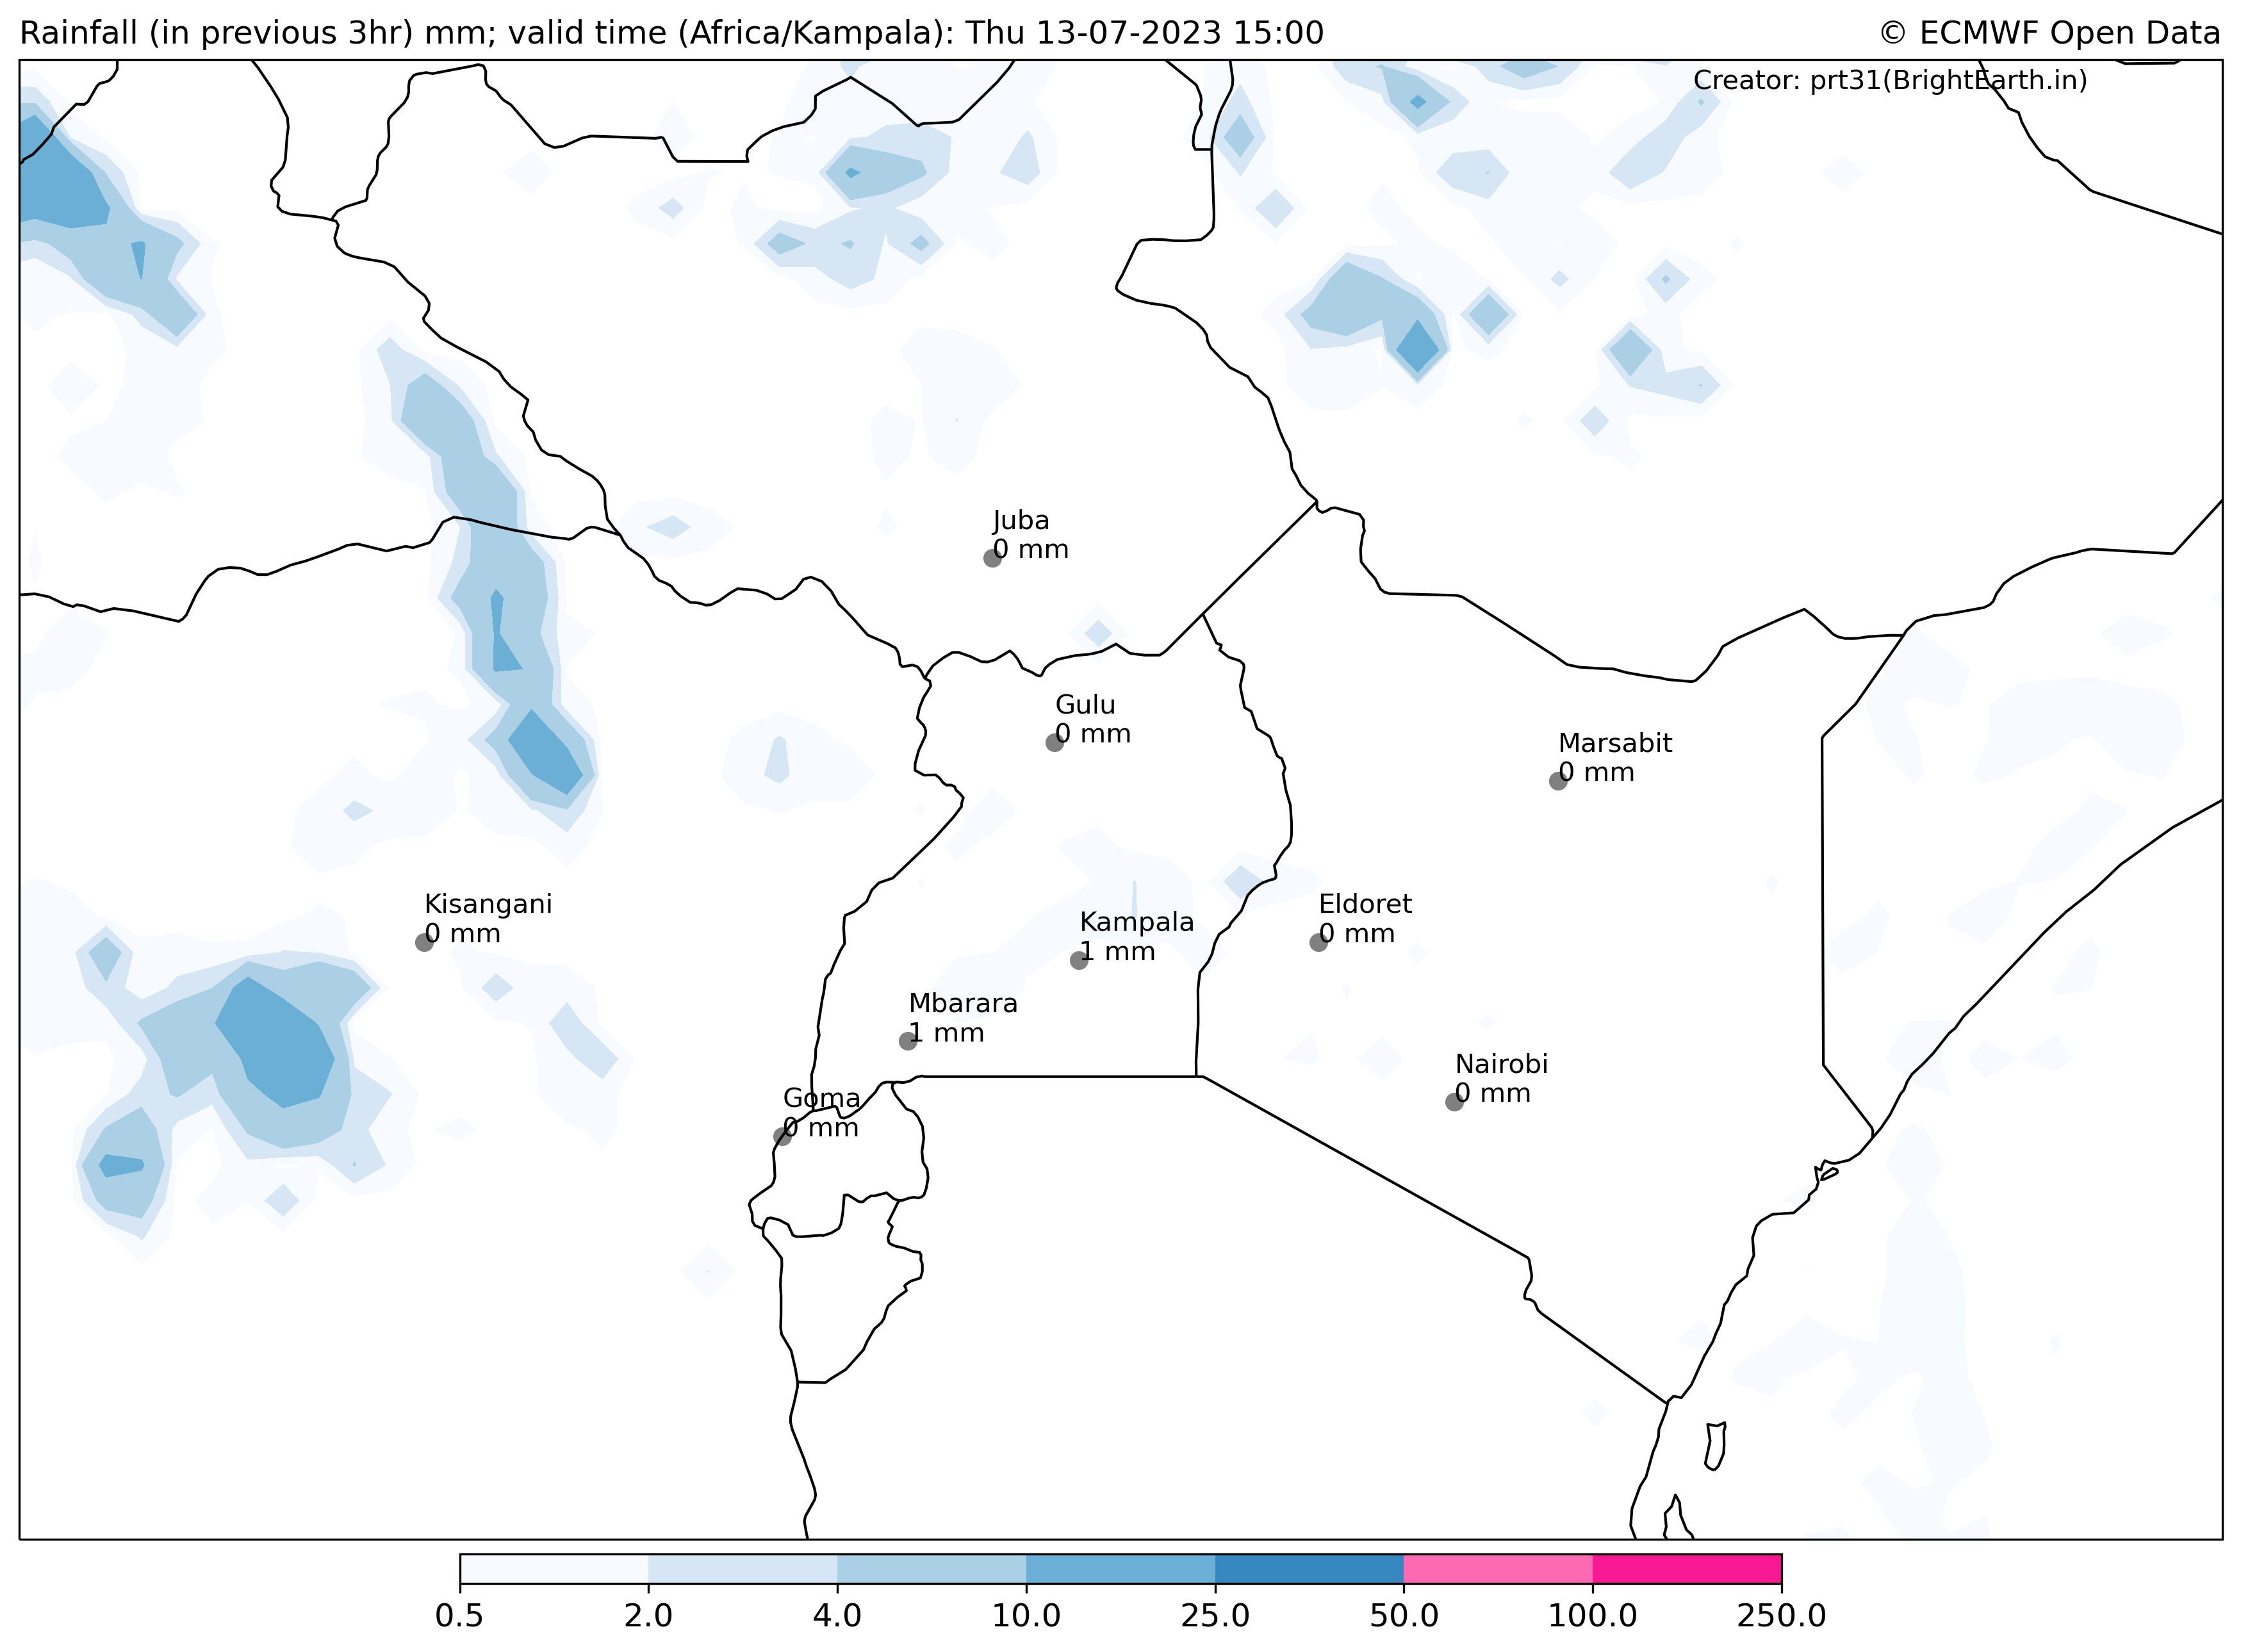 Rainfall (in previous 3hr) mm; valid time (Africa/Kampala): Thu 13-07-2023 15:00
© ECMWF Open Data
Creator: prt31(BrightEarth.in)
Juba
0 mm
Gulu
0 mm
Marsabit
0 mm
Kisangani
0 mm
Eldoret
0 mm
Kampala
1 mm
Mbarara
1 mm
Nairobi
0 mm
Goma
0 mm
0.5 2.0 4.0 10.0 25.0 50.0 100.0 250.0